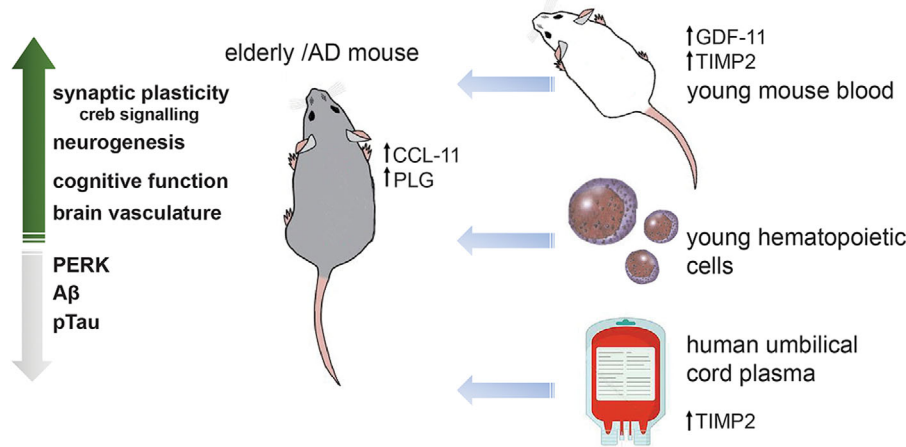 elderly /AD mouse
synaptic plasticity
creb signalling
neurogenesis
cognitive function
brain vasculature
PERK
Aβ
pTau
CCL-11
PLG
GDF-11
TIMP2
young mouse blood
young hematopoietic
cells
human umbilical
cord plasma
TIMP2